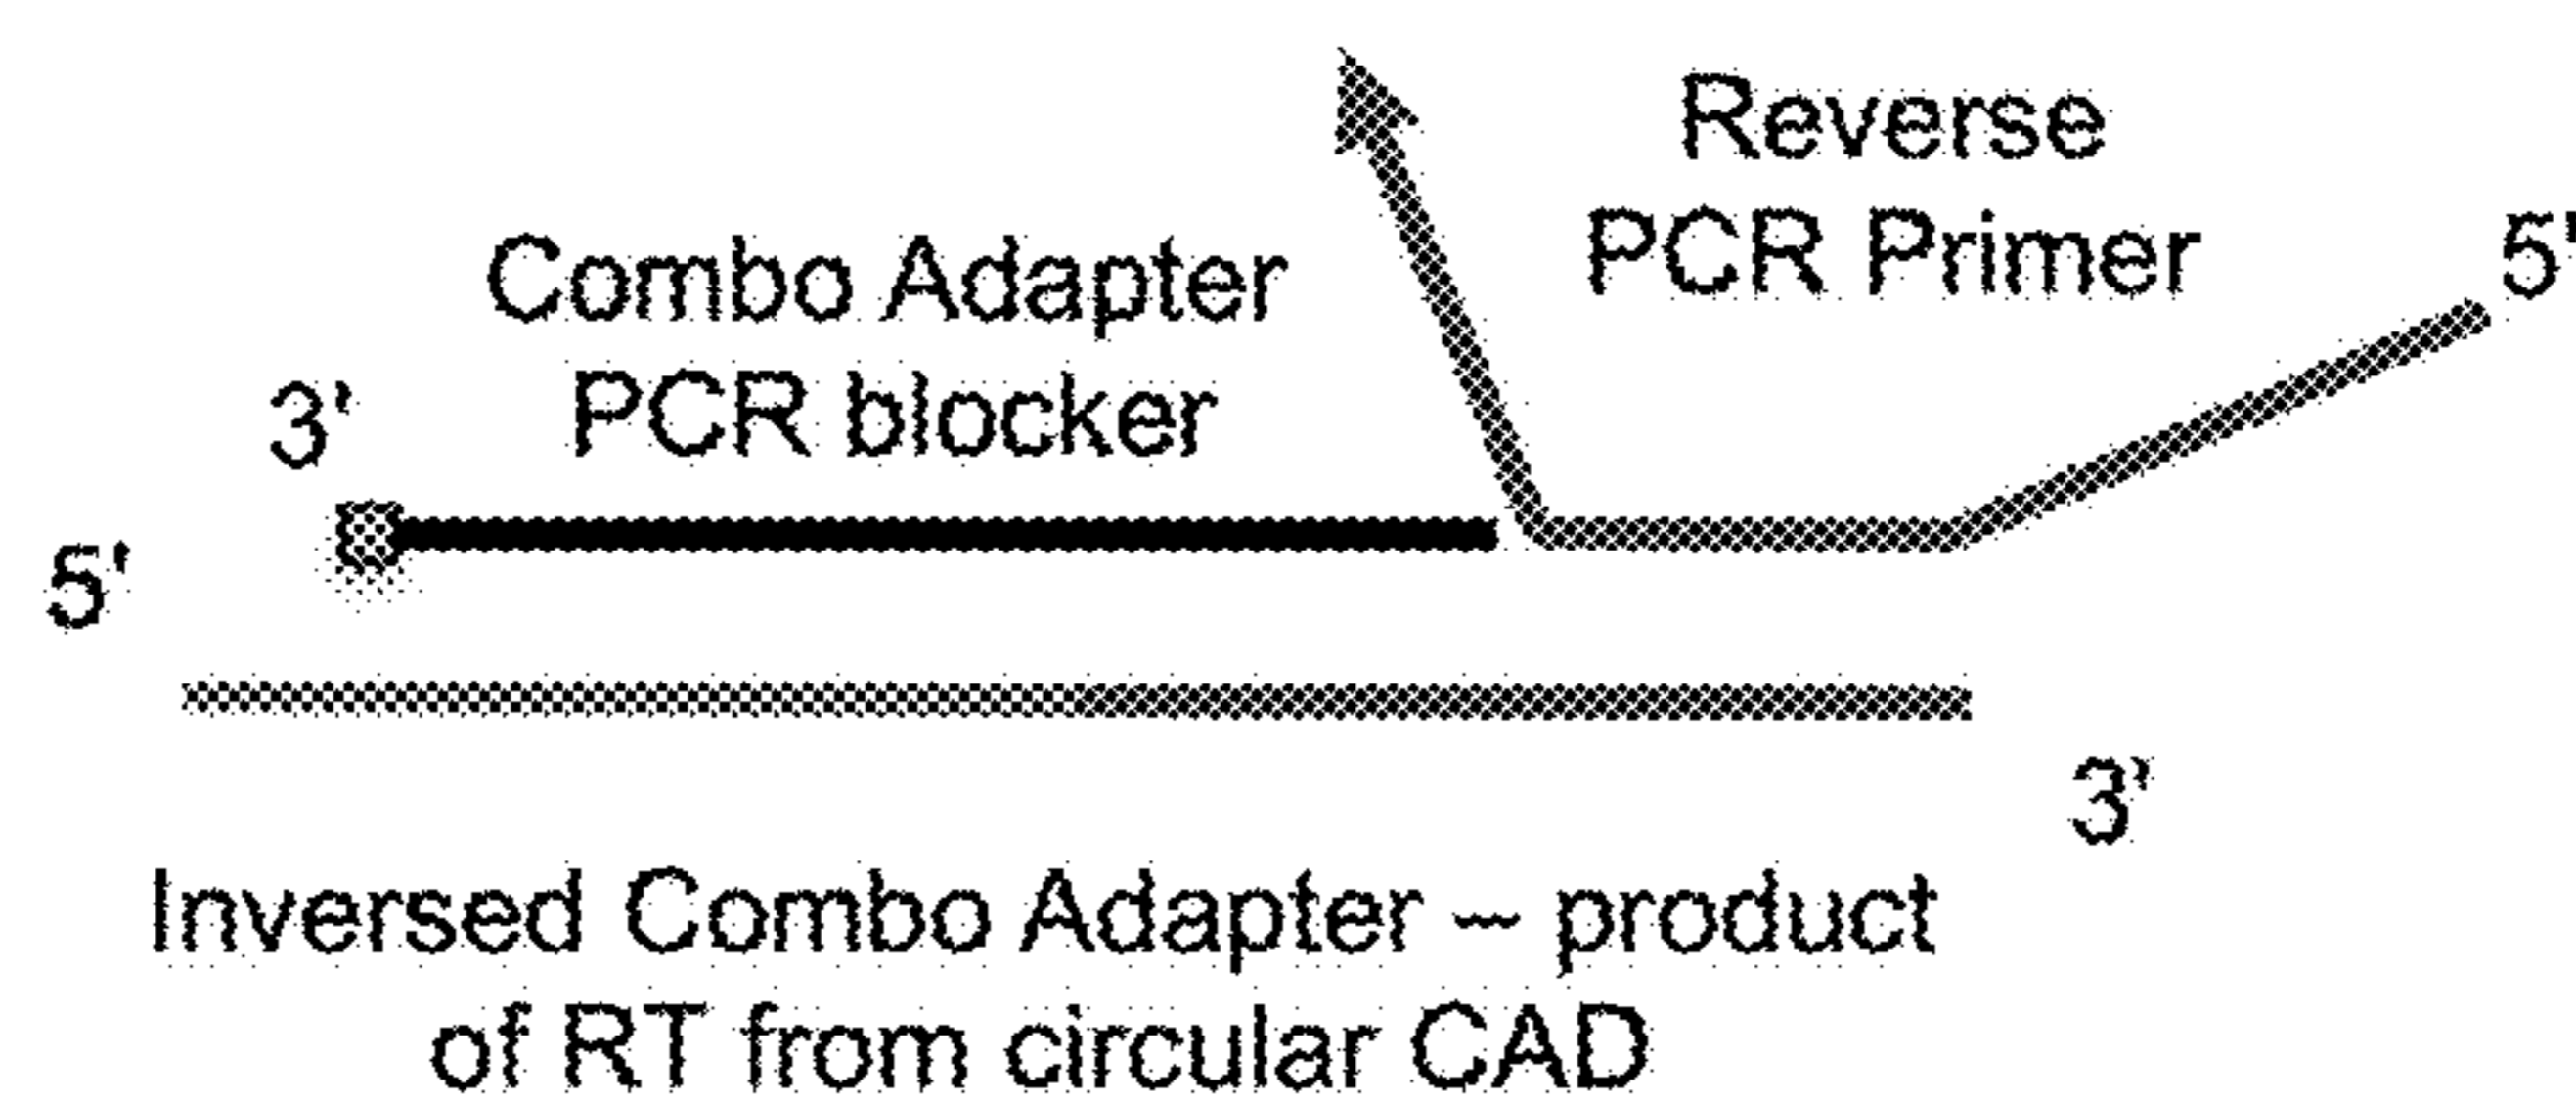 Reverse
PCR Primer
5'
Combo Adapter
PCR blocker
3'
5'
3'
Inversed Combo Adapter – product
of RT from circular CAD